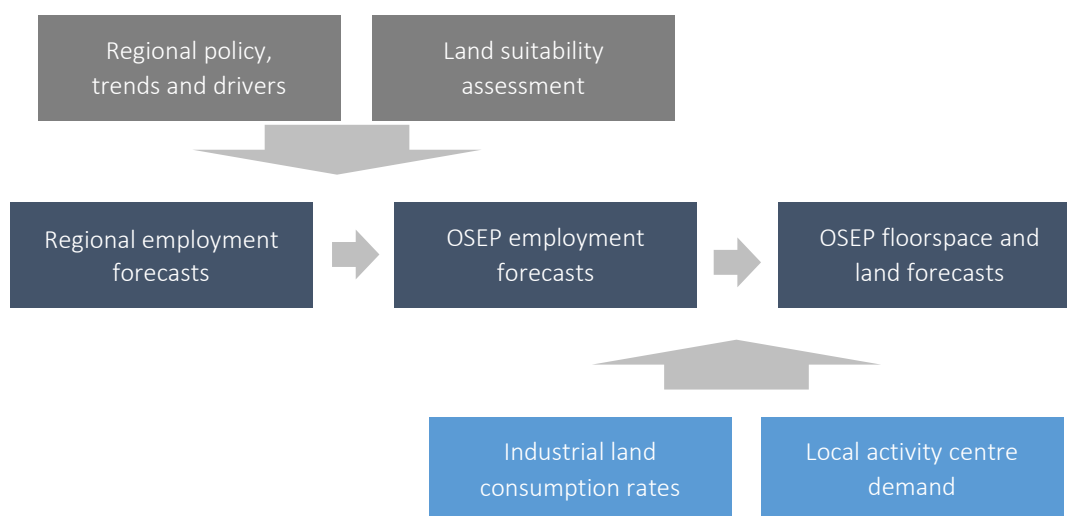 Regional policy,
trends and drivers
Land suitability
assessment
Regional employment
forecasts
OSEP employment
forecasts
OSEP floorspace and
land forecasts
Industrial land
consumption rates
Local activity centre
demand